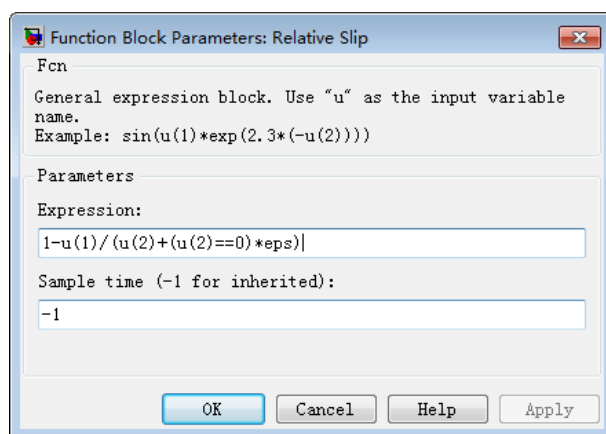 Function Block Parameters: Relative Slip
Fcn
General expression block. Use "u" as the input variable
name.
Example: sin(u(1)*exp(2.3*(-u(2))))
Parameters
Expression:
1-u(1)/(u(2)+(u(2)==0)*eps)
Sample time (-1 for inherited):
-1
OK Cancel Help Apply